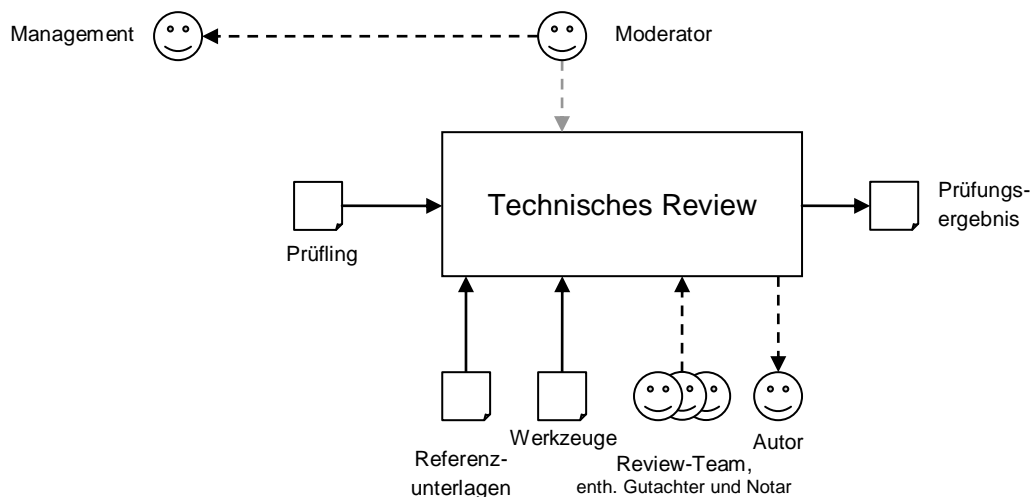 Management
Moderator
Technisches Review
Prüfling
Prüfungs-
ergebnis
Referenz-
unterlagen
Werkzeuge
Review-Team,
enth. Gutachter und Notar
Autor